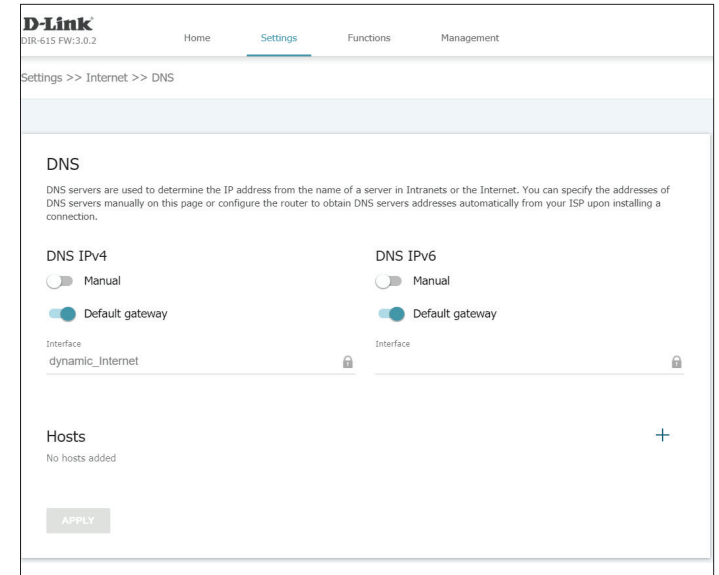 D-Link
DIR-615 FW:3.0.2
Home Settings Functions Management
Settings >> Internet >> DNS
DNS
DNS servers are used to determine the IP address from the name of a server in Intranets or the Internet. You can specify the addresses of
DNS servers manually on this page or configure the router to obtain DNS servers addresses automatically from your ISP upon installing a
connection.
DNS IPv4
Manual
Default gateway
Interface
dynamic_Internet
DNS IPv6
Manual
Default gateway
Interface
Hosts
No hosts added
APPLY